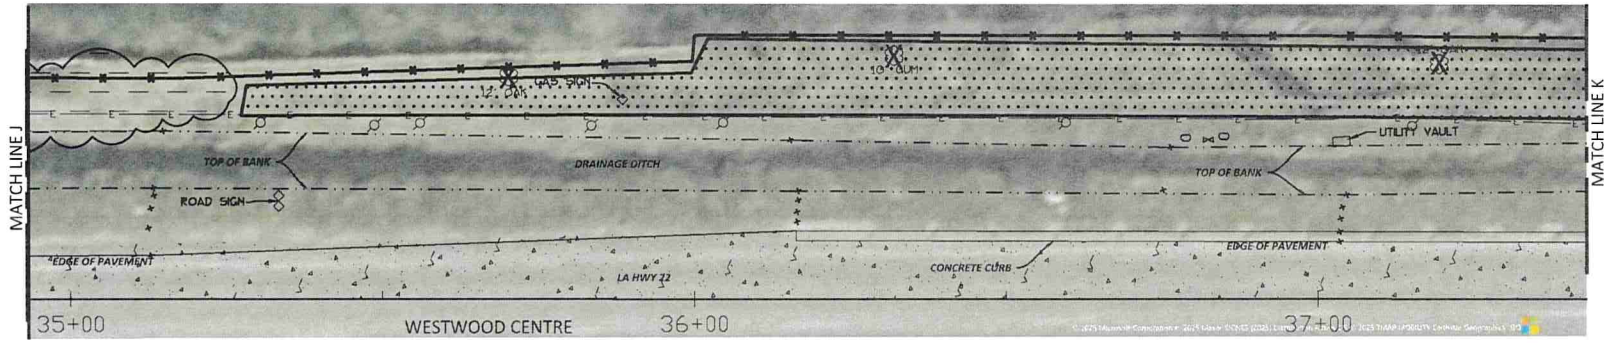 MATCH LINE J
12" OAK
GAS SIGN
10" GUM
MATCH LINE K
UTILITY VAULT
TOP OF BANK
DRAINAGE DITCH
TOP OF BANK
ROAD SIGN
EDGE OF PAVEMENT
EDGE OF PAVEMENT
CONCRETE CURB
LA HWY 22
35+00
WESTWOOD CENTRE
36+00
37+00